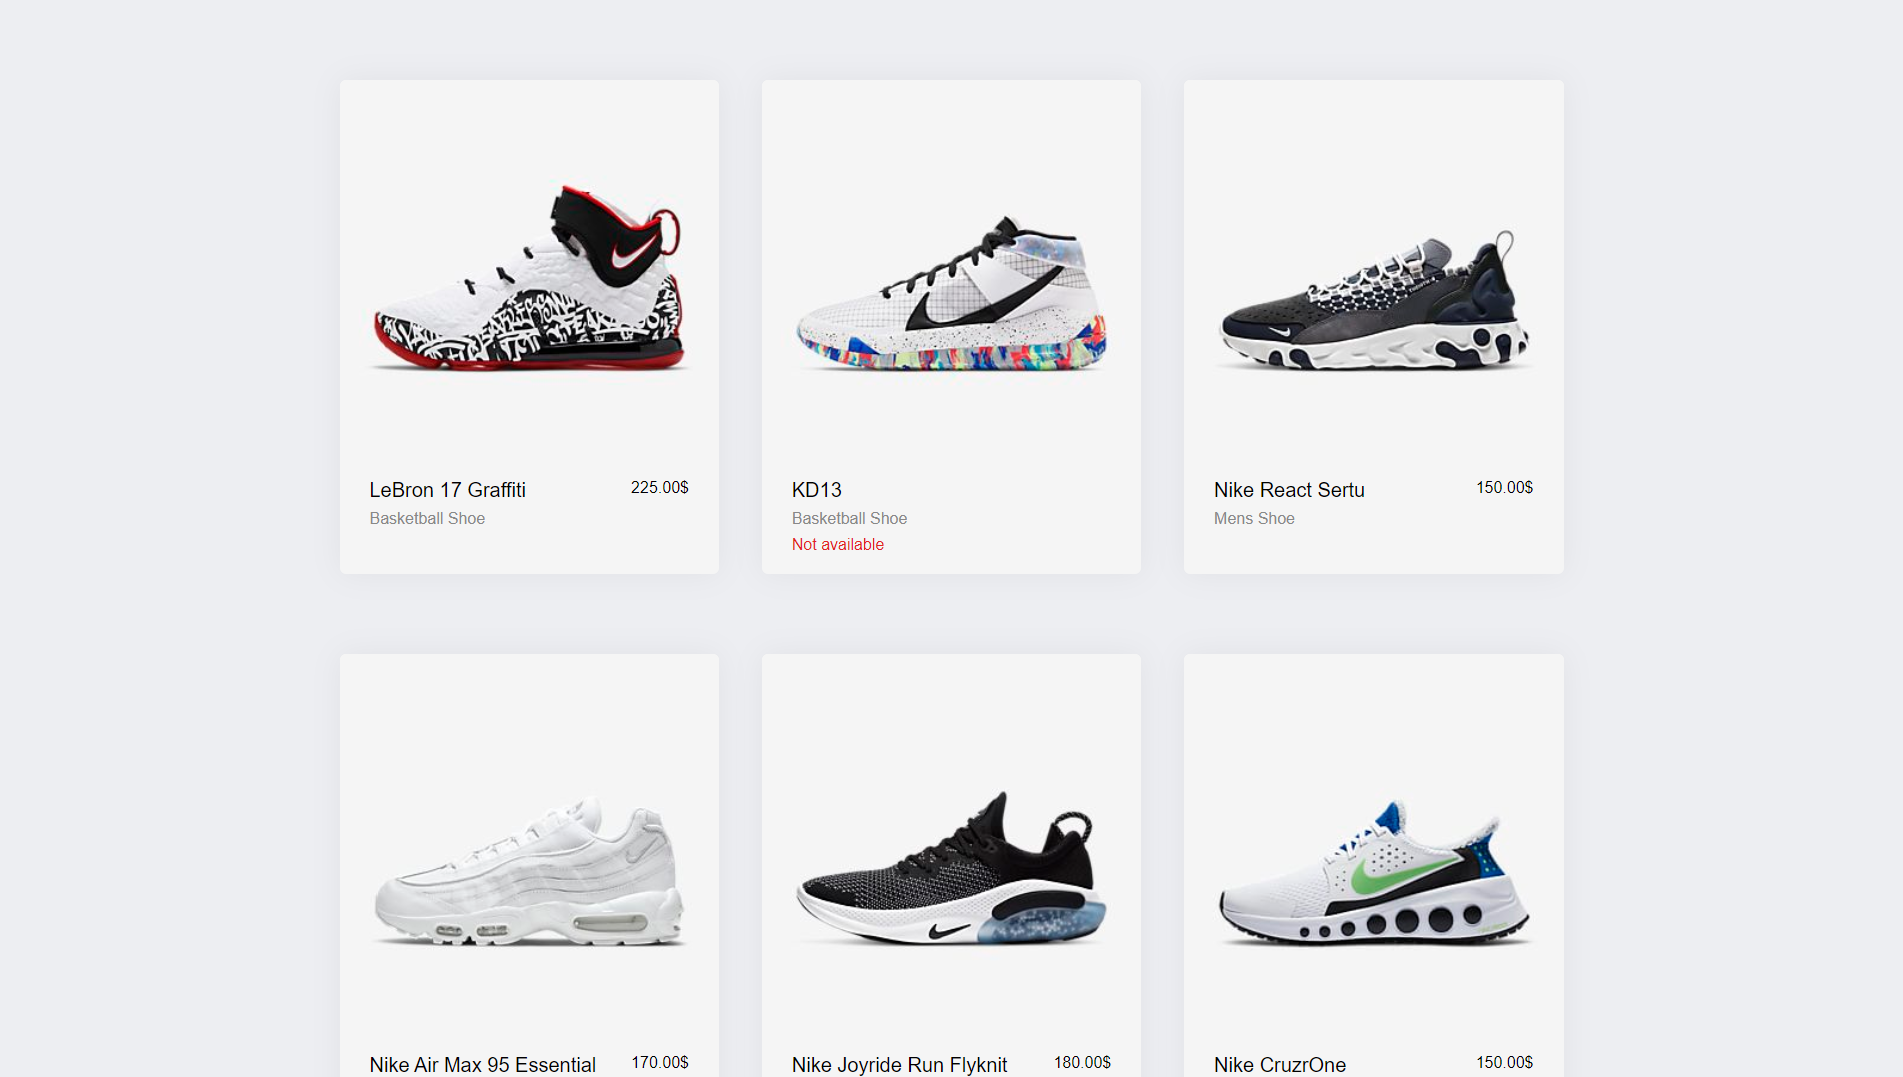 LeBron 17 Graffiti 225.00$
Basketball Shoe
KD13
Basketball Shoe
Not available
Nike React Sertu 150.00$
Mens Shoe
Nike Air Max 95 Essential 170.00$
Nike Joyride Run Flyknit 180.00$
Nike CruzrOne 150.00$